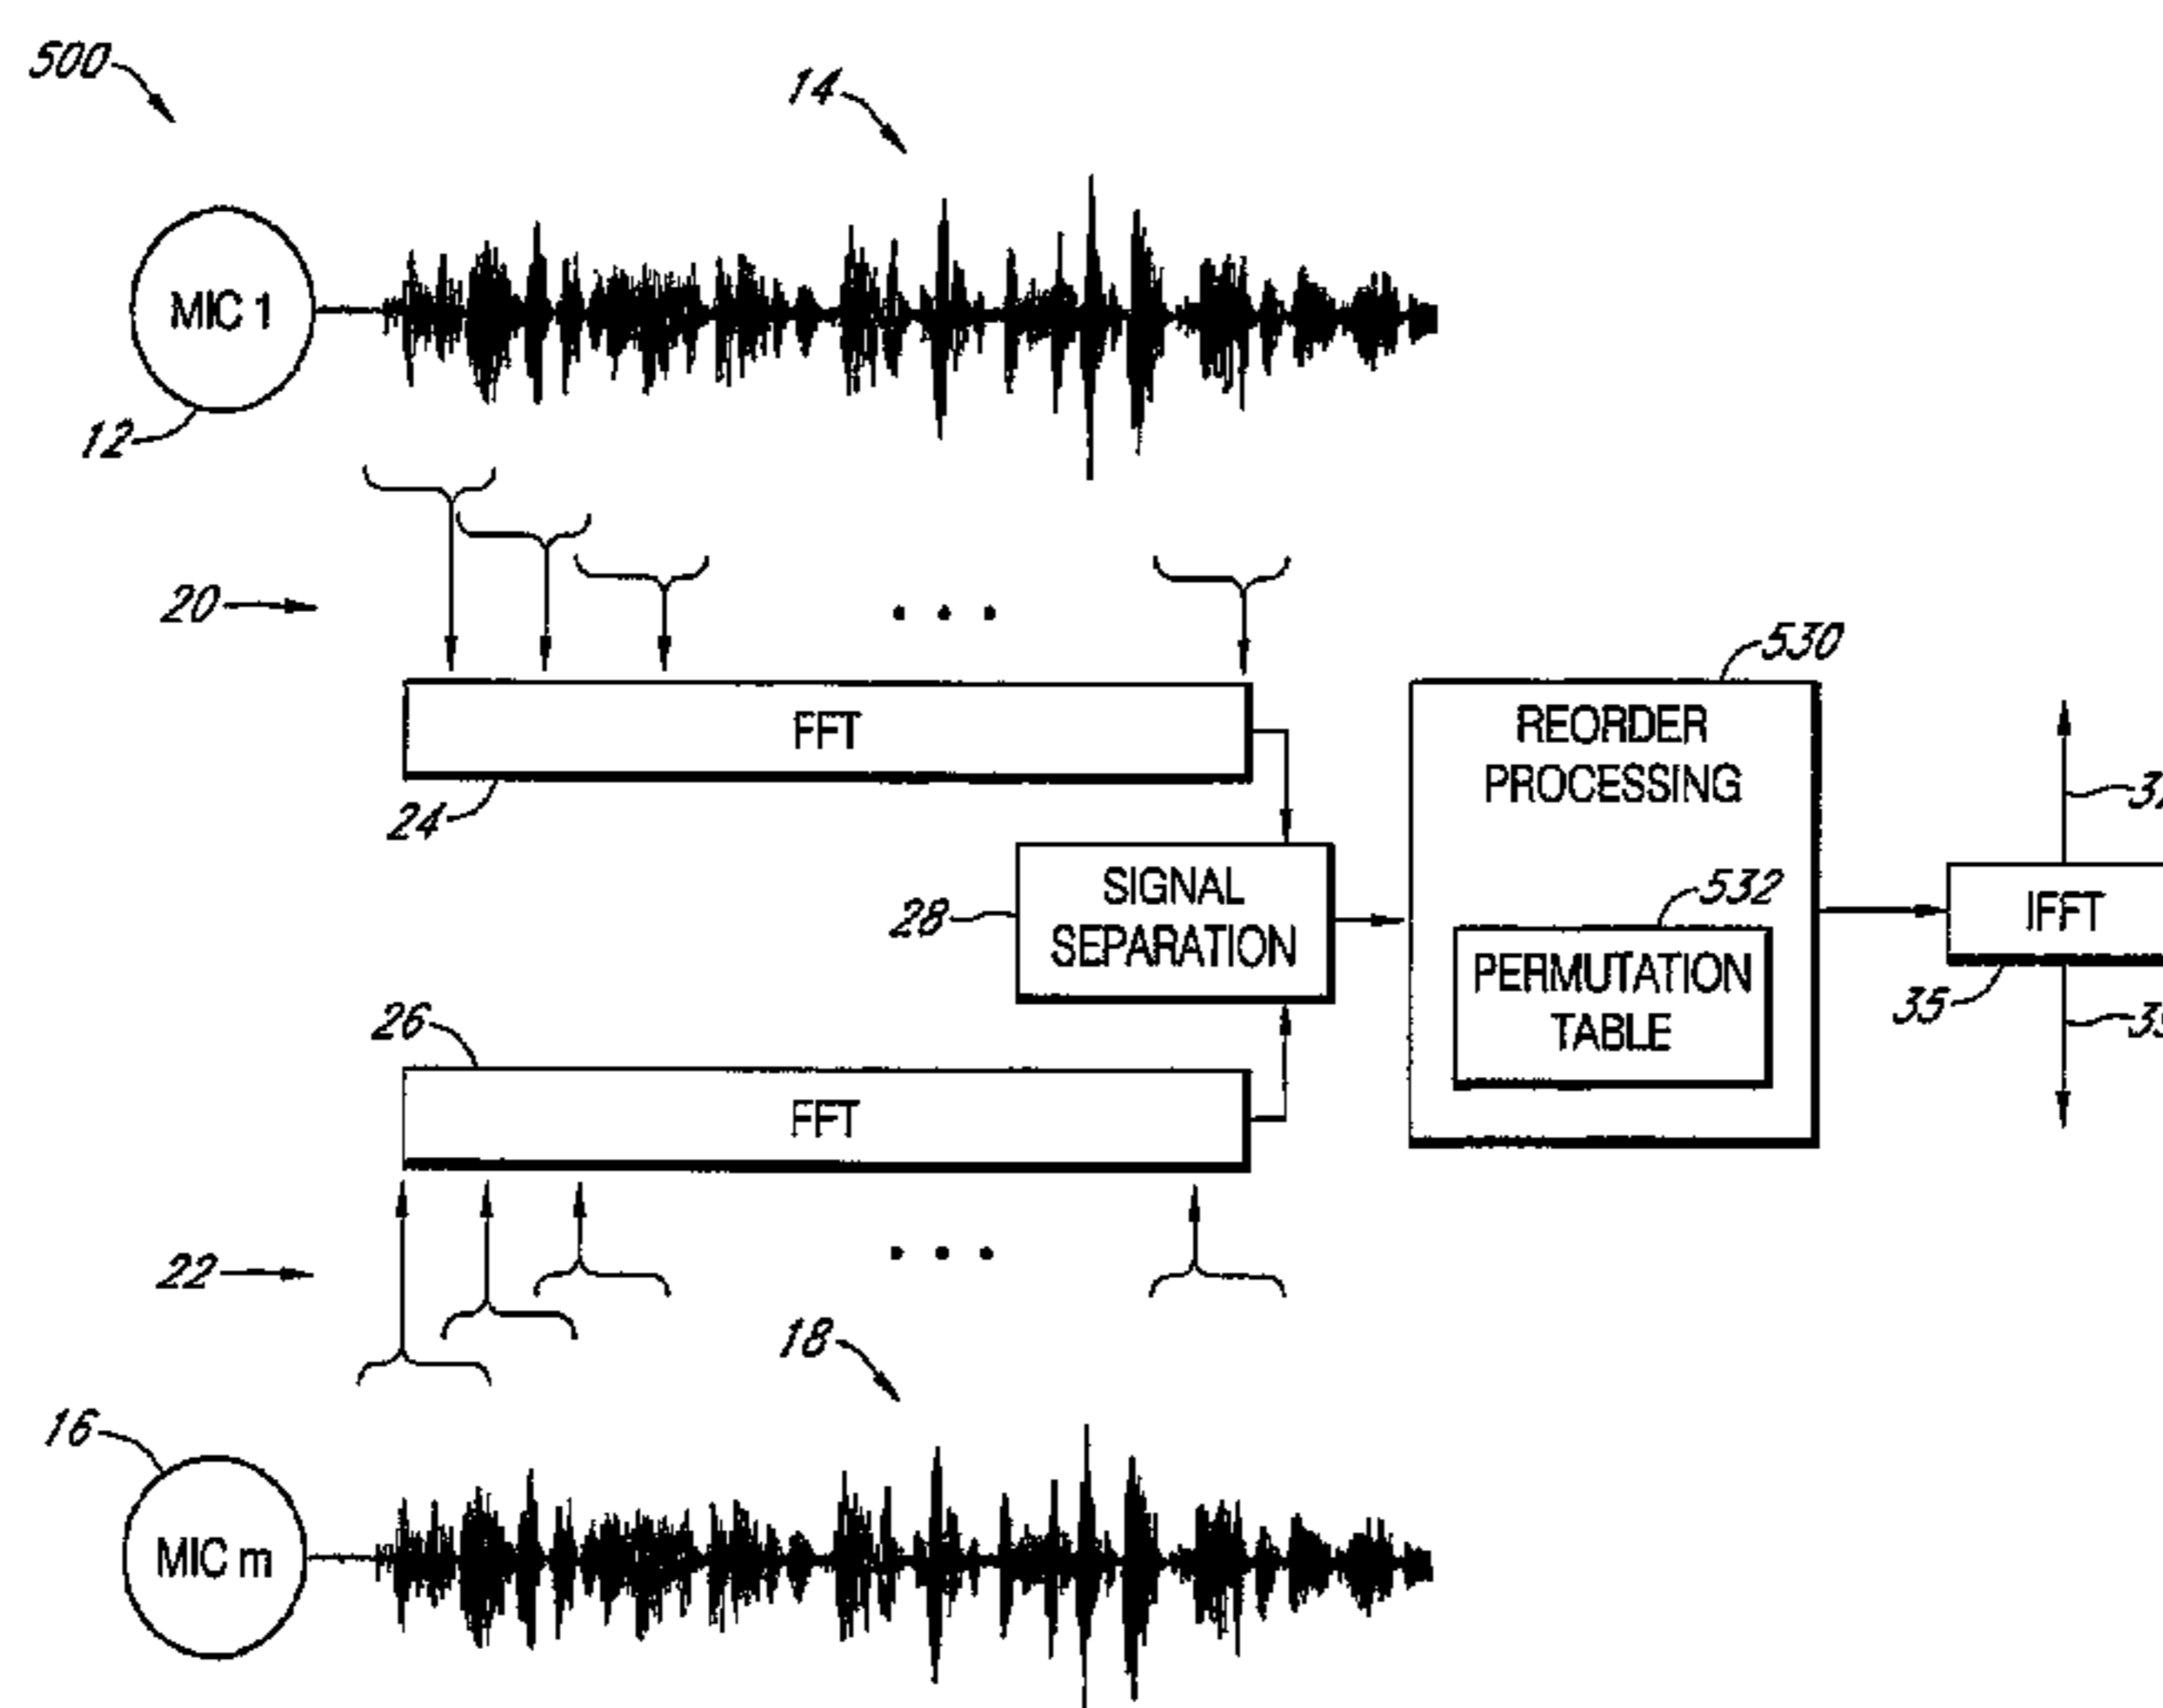 500
14
MIC 1
12
20
530
FFT
REORDER
PROCESSING
24
SIGNAL
SEPARATION
28
532
IFFT
PERMUTATION
TABLE
35
26
FFT
22
18
16
MIC m